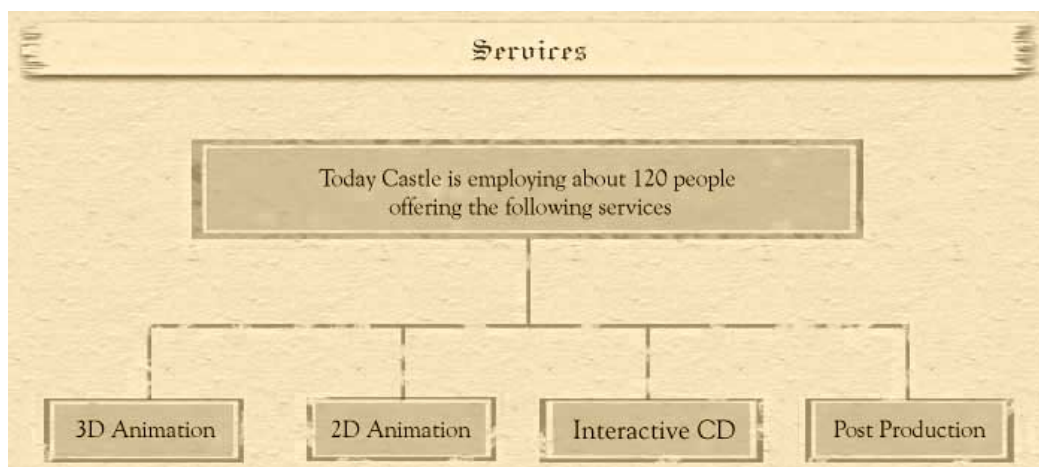 Services
Today Castle is employing about 120 people
offering the following services
3D Animation
2D Animation
Interactive CD
Post Production